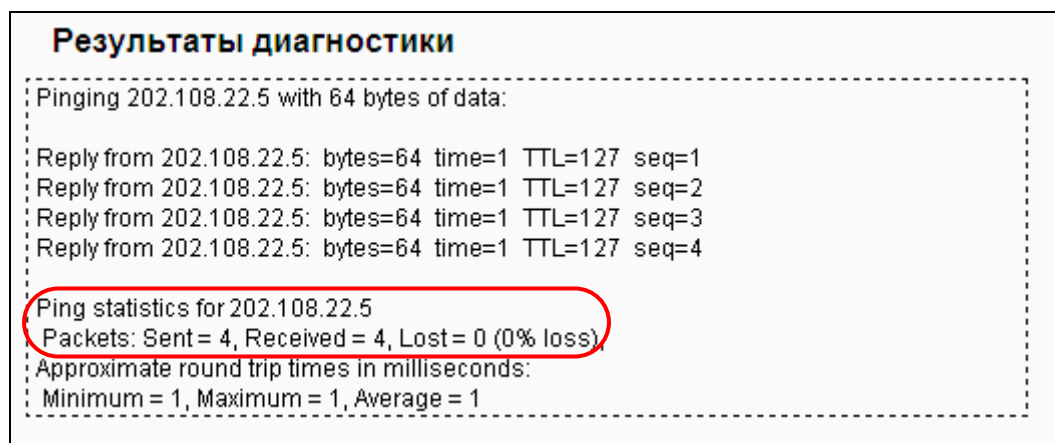 Результаты диагностики
Pinging 202.108.22.5 with 64 bytes of data:
Reply from 202.108.22.5: bytes=64 time=1 TTL=127 seq=1
Reply from 202.108.22.5: bytes=64 time=1 TTL=127 seq=2
Reply from 202.108.22.5: bytes=64 time=1 TTL=127 seq=3
Reply from 202.108.22.5: bytes=64 time=1 TTL=127 seq=4
Ping statistics for 202.108.22.5
Packets: Sent = 4, Received = 4, Lost = 0 (0% loss),
Approximate round trip times in milliseconds:
Minimum = 1, Maximum = 1, Average = 1